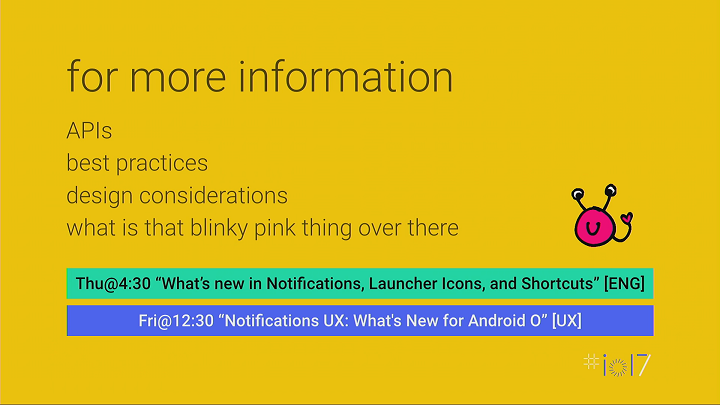 for more information
APIs
best practices
design considerations
what is that blinky pink thing over there
Thu@4:30 “What’s new in Notifications, Launcher Icons, and Shortcuts” [ENG]
Fri@12:30 “Notifications UX: What's New for Android O” [UX]
#io17